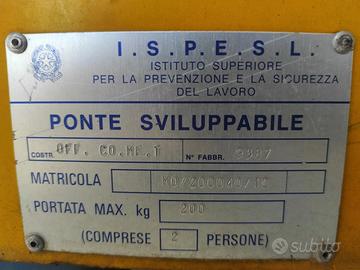 I.S.P.E.S.L.
ISTITUTO SUPERIORE
PER LA PREVENZIONE E LA SICUREZZA
DEL LAVORO
PONTE SVILUPPABILE
COSTR. OFF. CO.ME.T N° FABBR. 9387
MATRICOLA
PORTATA MAX. kg 200
(COMPRESE 2 PERSONE)
subito